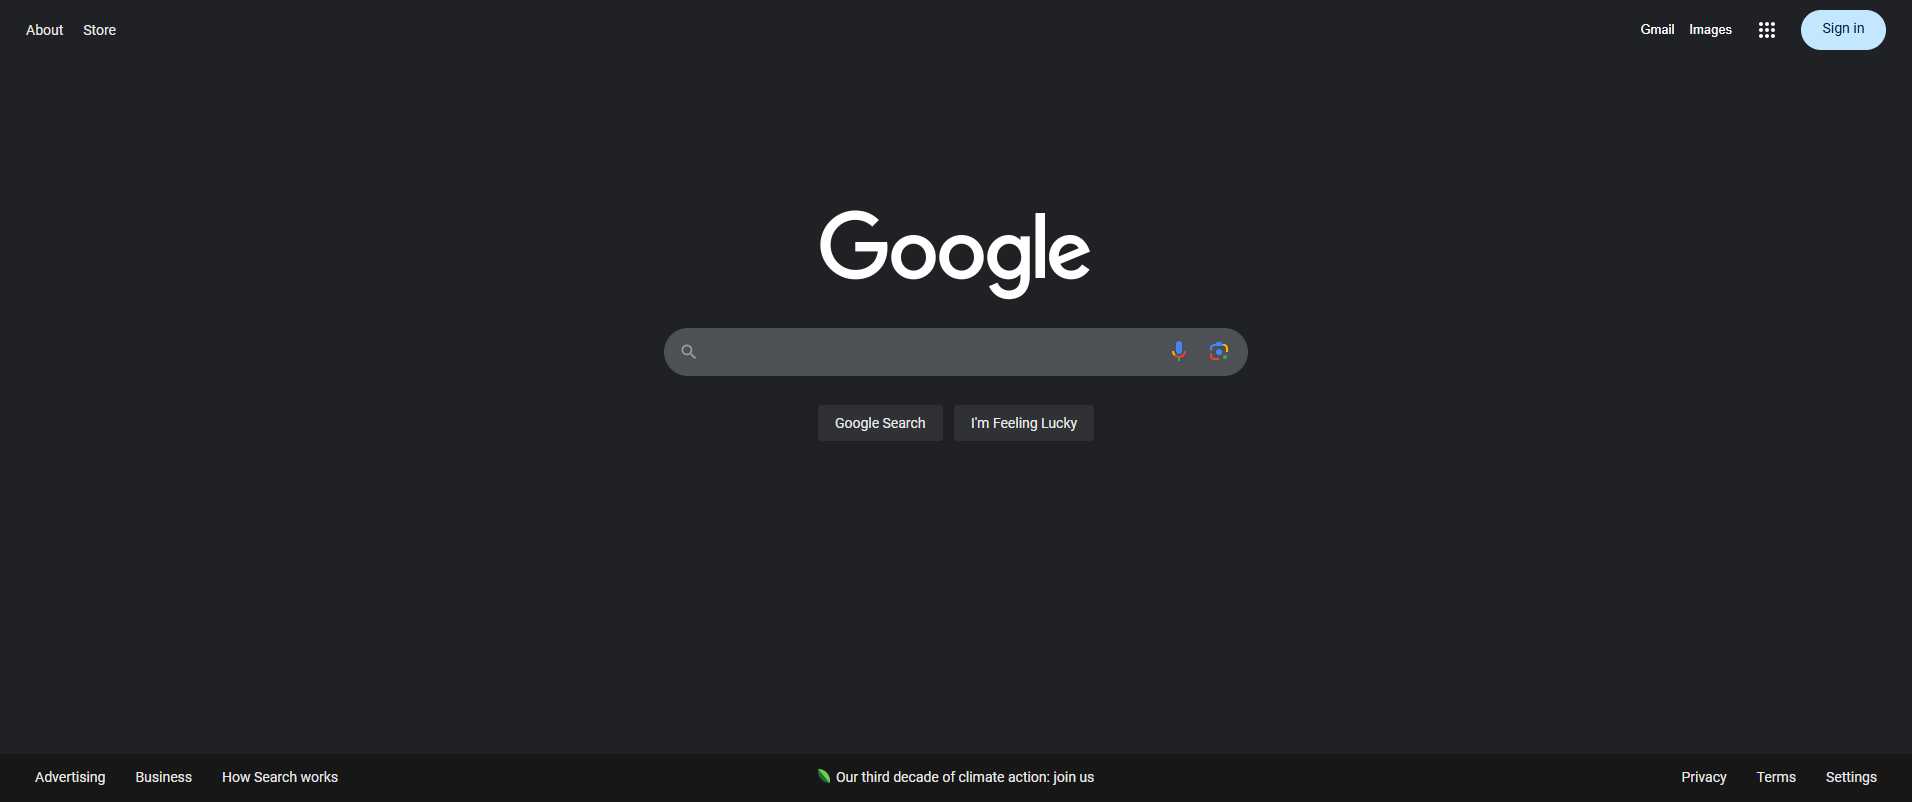 About Store Gmail Images Sign in
Google
Google Search I'm Feeling Lucky
Advertising Business How Search works Our third decade of climate action: join us Privacy Terms Settings